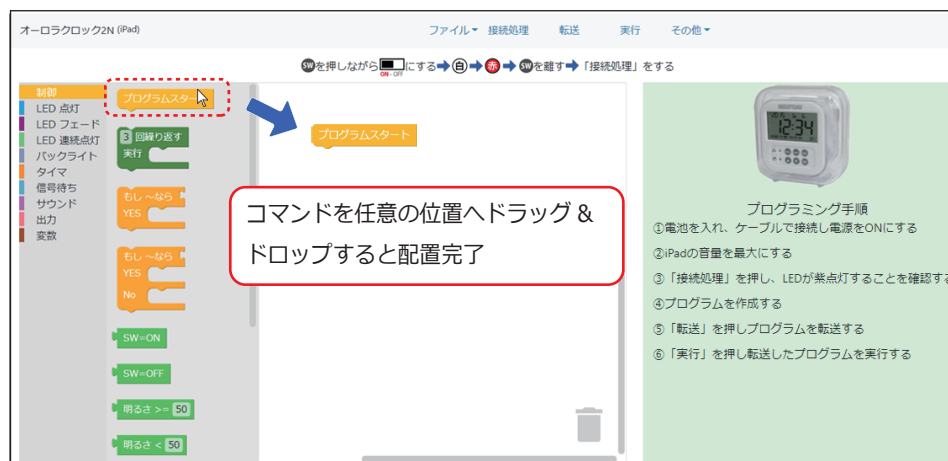 オーロラクロック2N (iPad)
ファイル 接続処理 転送 実行 その他
SWを押しながら ON - OFF にする 白 赤 SWを離す 「接続処理」をする
制御
LED 点灯
LED フェード
LED 連続点灯
バックライト
タイマ
信号待ち
サウンド
出力
変数
プログラムスタート
3 回繰り返す
実行
もし ~なら
YES
もし ~なら
YES
No
SW=ON
SW=OFF
明るさ >= 50
明るさ < 50
プログラムスタート
コマンドを任意の位置へドラッグ &
ドロップすると配置完了
12:34
プログラミング手順
①電池を入れ、ケーブルで接続し電源をONにする
②iPadの音量を最大にする
③「接続処理」を押し、LEDが紫点灯することを確認する
④プログラムを作成する
⑤「転送」を押しプログラムを転送する
⑥「実行」を押し転送したプログラムを実行する